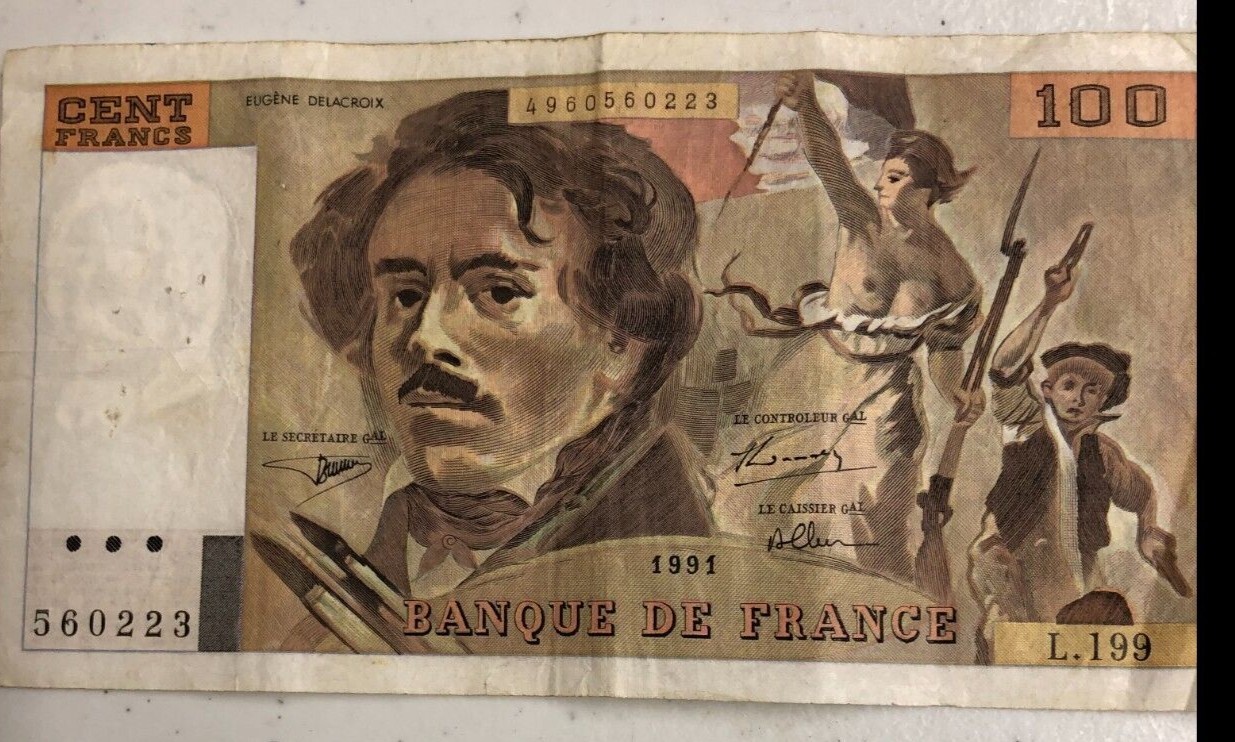 CENT
FRANCS
EUGÈNE DELACROIX
4960560223
100
LE SECRETAIRE GAL
LE CONTROLEUR GAL
LE CAISSIER GAL
1991
560223
BANQUE DE FRANCE
L.199